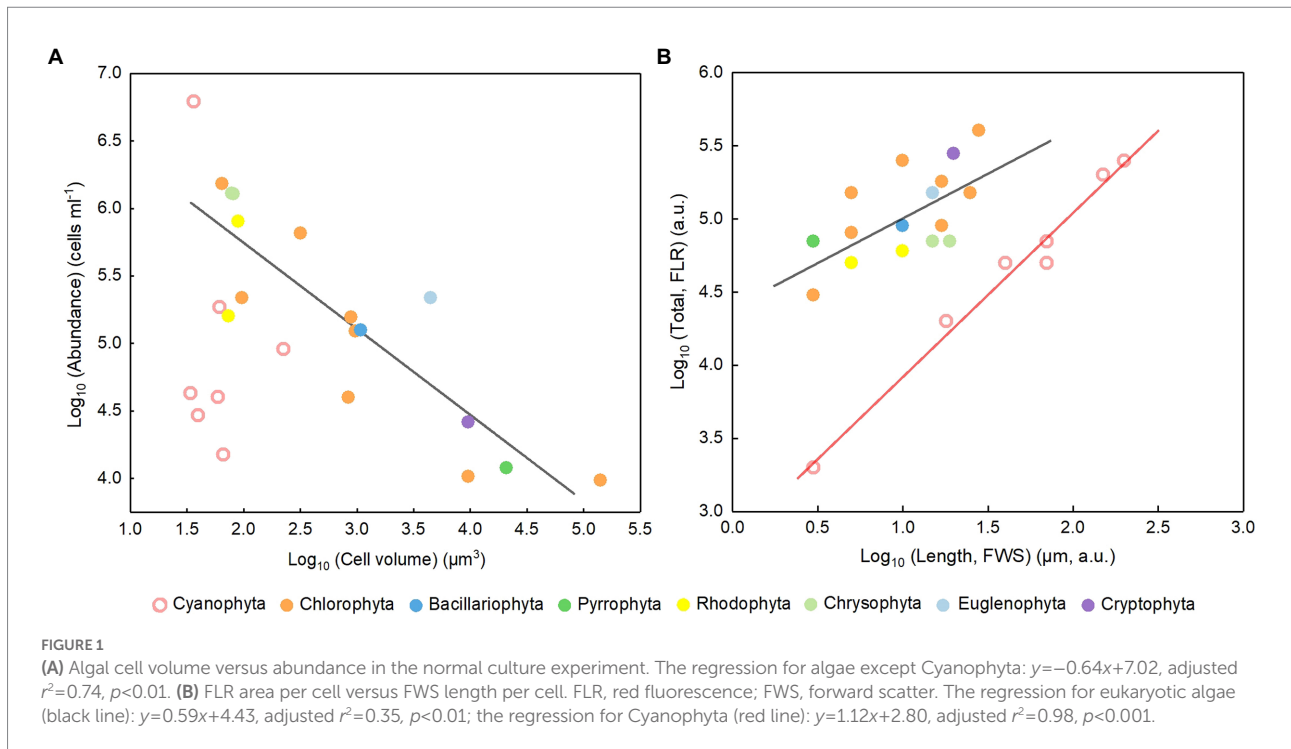 A
B
7.0
6.5
6.0
5.5
5.0
4.5
4.0
Log10 (Abundance) (cells ml-1)
1.0 1.5 2.0 2.5 3.0 3.5 4.0 4.5 5.0 5.5
Log10 (Cell volume) (µm3)
6.0
5.5
5.0
4.5
4.0
3.5
3.0
Log10 (Total, FLR) (a.u.)
0.0 0.5 1.0 1.5 2.0 2.5 3.0
Log10 (Length, FWS) (µm, a.u.)
Cyanophyta Chlorophyta Bacillariophyta Pyrrophyta Rhodophyta Chrysophyta Euglenophyta Cryptophyta
FIGURE 1
(A) Algal cell volume versus abundance in the normal culture experiment. The regression for algae except Cyanophyta: y=−0.64x+7.02, adjusted
r2=0.74, p<0.01. (B) FLR area per cell versus FWS length per cell. FLR, red fluorescence; FWS, forward scatter. The regression for eukaryotic algae
(black line): y=0.59x+4.43, adjusted r2=0.35, p<0.01; the regression for Cyanophyta (red line): y=1.12x+2.80, adjusted r2=0.98, p<0.001.